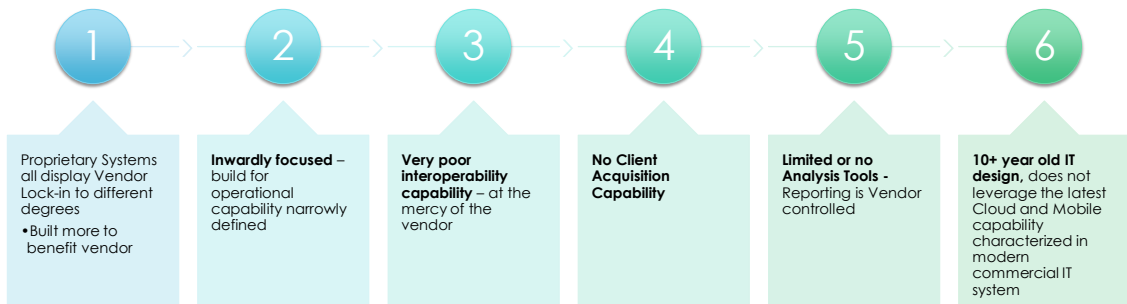 1
2
3
4
5
6
Proprietary Systems
all display Vendor
Lock-in to different
degrees
•Built more to
benefit vendor
Inwardly focused –
build for
operational
capability narrowly
defined
Very poor
interoperability
capability – at the
mercy of the
vendor
No Client
Acquisition
Capability
Limited or no
Analysis Tools -
Reporting is Vendor
controlled
10+ year old IT
design, does not
leverage the latest
Cloud and Mobile
capability
characterized in
modern
commercial IT
system